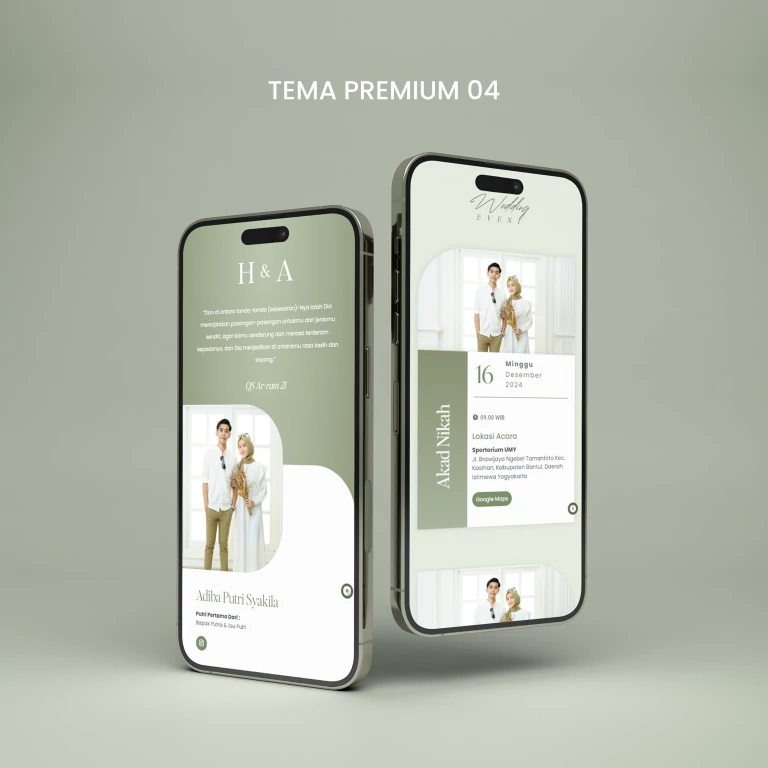 TEMA PREMIUM 04
H & A
"Dan di antara tanda-tanda (kebesaran)-Nya ialah Dia
menciptakan pasangan-pasangan untukmu dari jenismu
sendiri, agar kamu cenderung dan merasa tenteram
kepadanya, dan Dia menjadikan di antaramu rasa kasih dan
sayang."
QS Ar-rum 21
Adiba Putri Syakila
Putri Pertama Dari :
Bapak Putra & Ibu Putri
Wedding
EVENT
16
Minggu
Desember
2024
Akad Nikah
09.00 WIB
Lokasi Acara
Sportorium UMY
Jl. Brawijaya Ngebel Tamantirto Kec.
Kasihan, Kabupaten Bantul, Daerah
Istimewa Yogyakarta
Google Maps